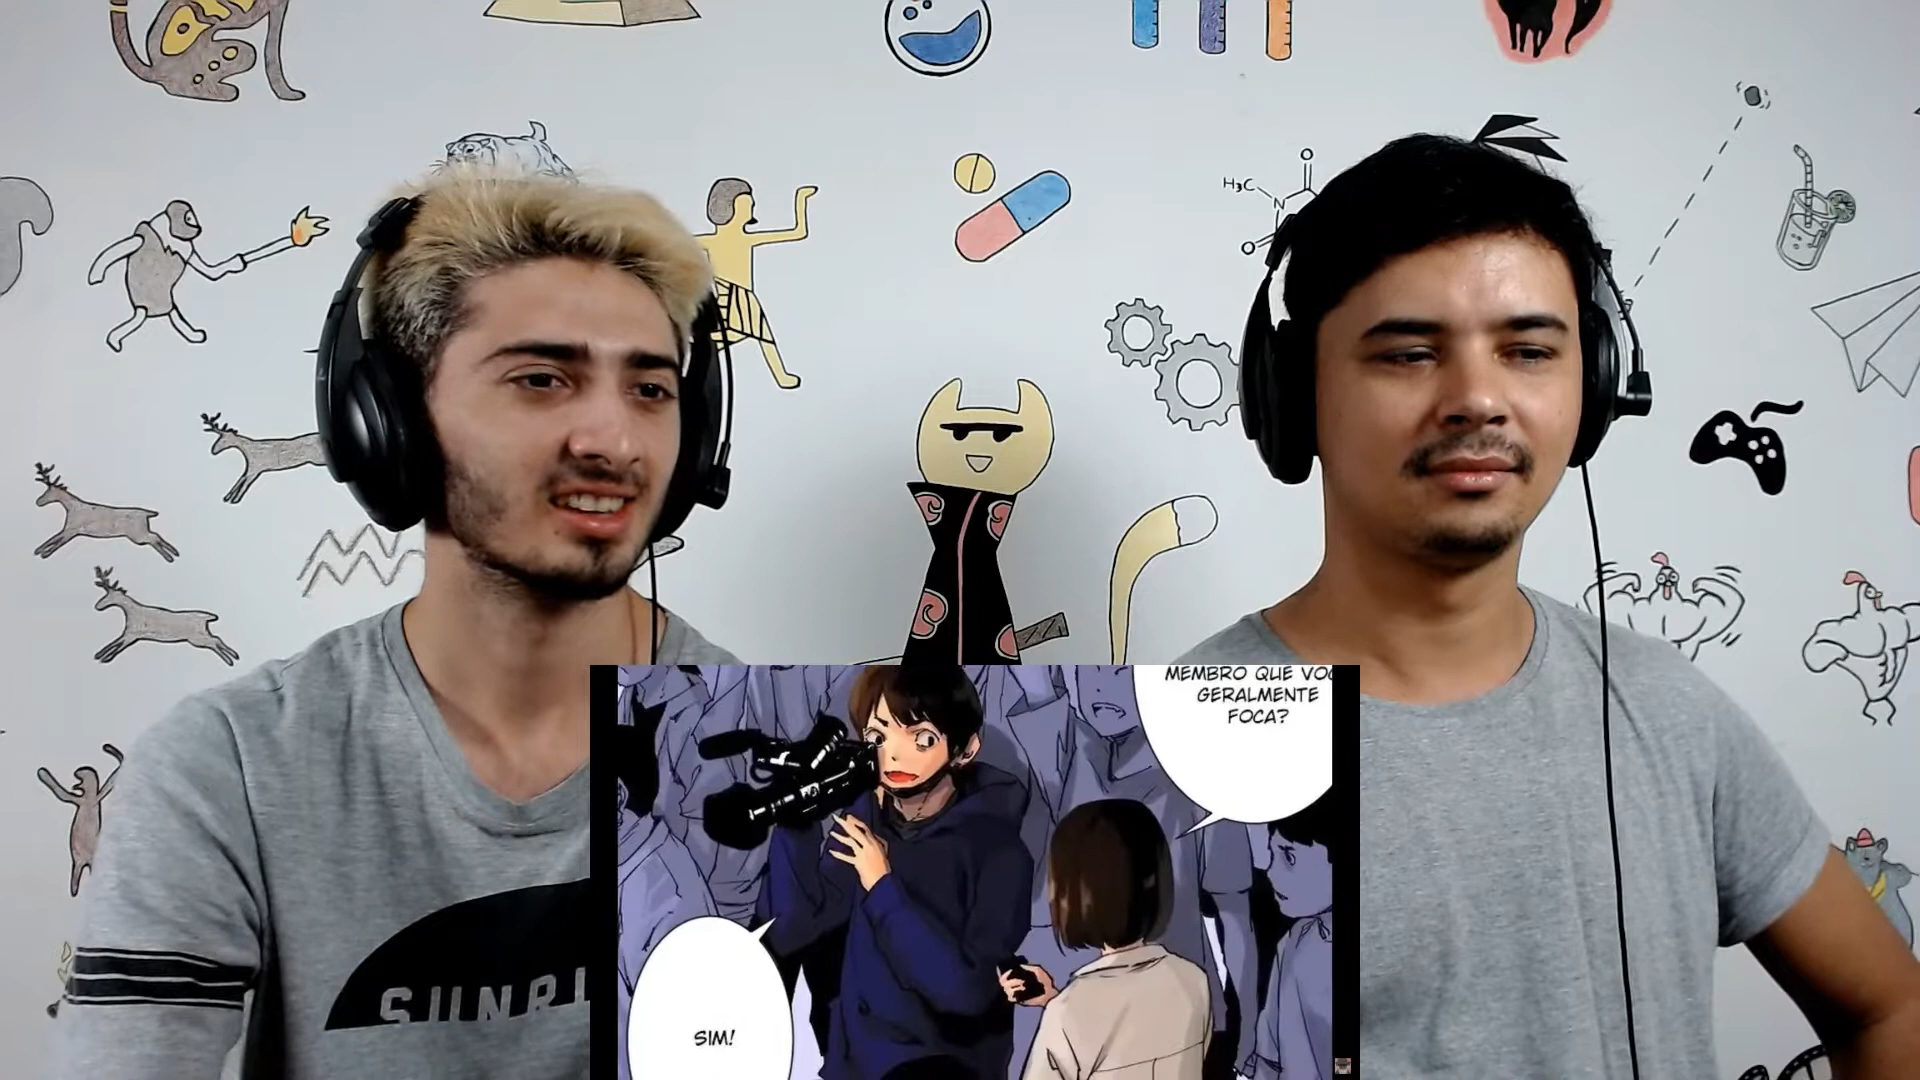 H₃C
N
O
O
MEMBRO QUE VOC
GERALMENTE
FOCA?
SIM!
SUNRI